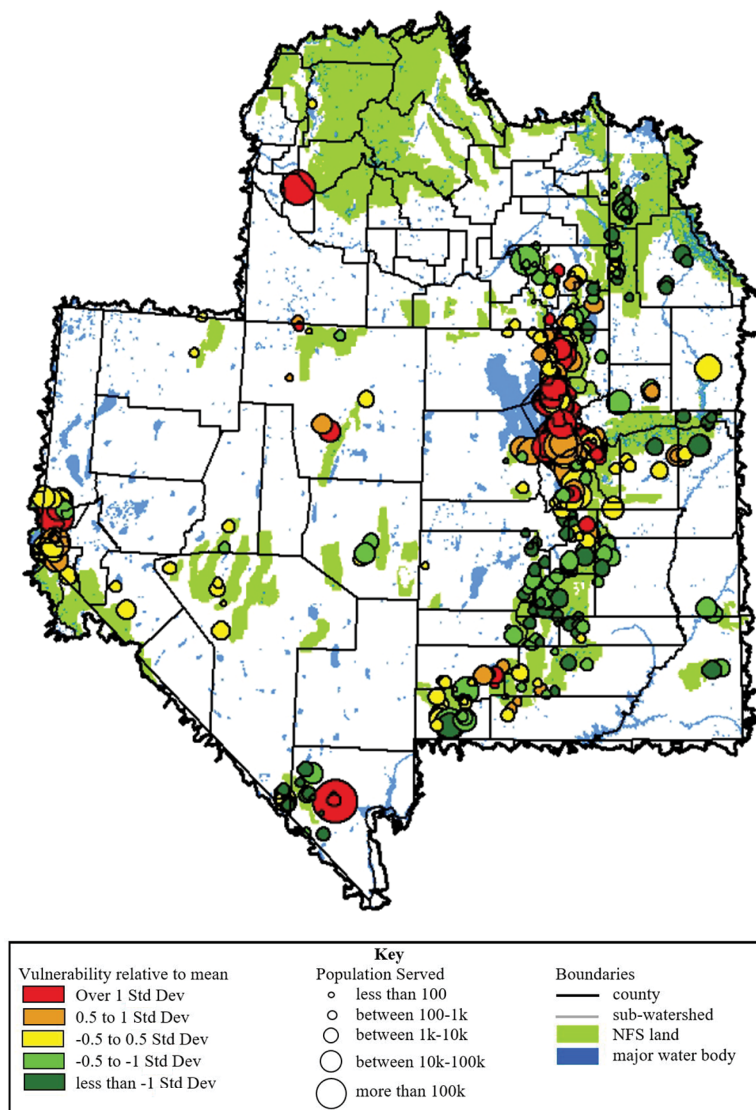 Key
Vulnerability relative to mean
Over 1 Std Dev
0.5 to 1 Std Dev
-0.5 to 0.5 Std Dev
-0.5 to -1 Std Dev
less than -1 Std Dev
Population Served
less than 100
between 100-1k
between 1k-10k
between 10k-100k
more than 100k
Boundaries
county
sub-watershed
NFS land
major water body